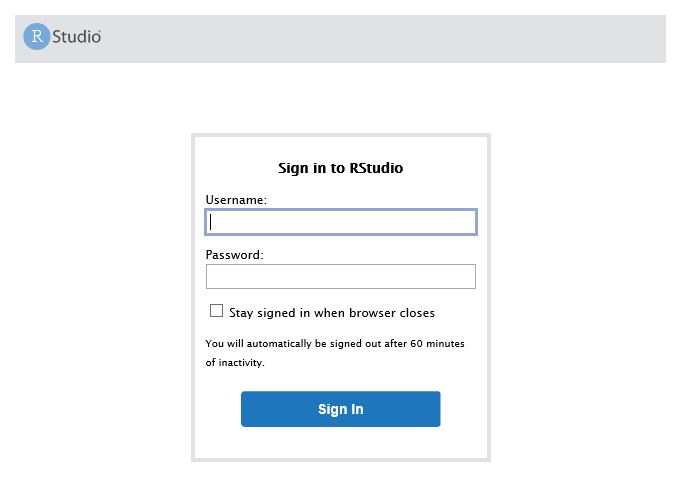 R Studio®
Sign in to RStudio
Username:
Password:
Stay signed in when browser closes
You will automatically be signed out after 60 minutes
of inactivity.
Sign In